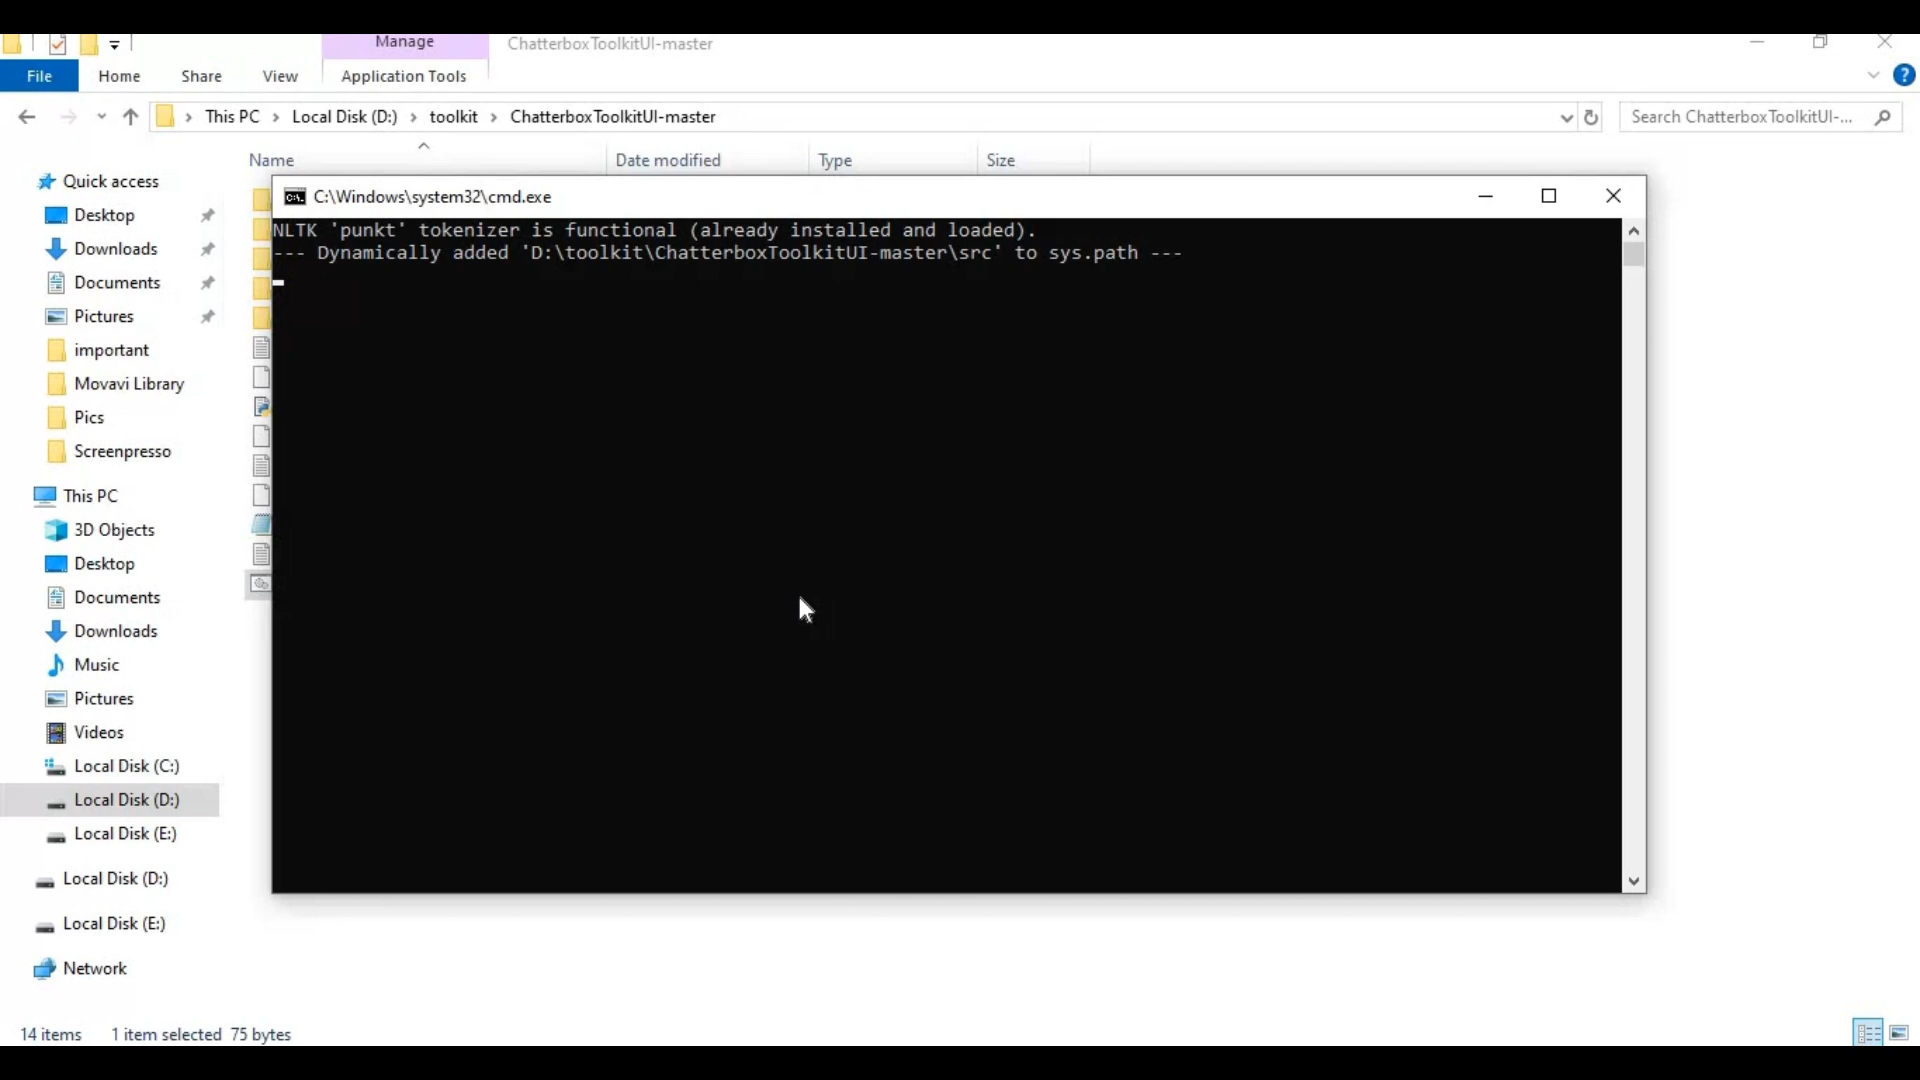 Manage
ChatterboxToolkitUI-master
File
Home
Share
View
Application Tools
This PC
Local Disk (D:)
toolkit
ChatterboxToolkitUI-master
Search ChatterboxToolkitUI-...
Name
Date modified
Type
Size
Quick access
Desktop
Downloads
Documents
Pictures
important
Movavi Library
Pics
Screenpresso
This PC
3D Objects
Desktop
Documents
Downloads
Music
Pictures
Videos
Local Disk (C:)
Local Disk (D:)
Local Disk (E:)
Local Disk (D:)
Local Disk (E:)
Network
C:\Windows\system32\cmd.exe
NLTK 'punkt' tokenizer is functional (already installed and loaded).
--- Dynamically added 'D:\toolkit\ChatterboxToolkitUI-master\src' to sys.path ---
14 items
1 item selected 75 bytes